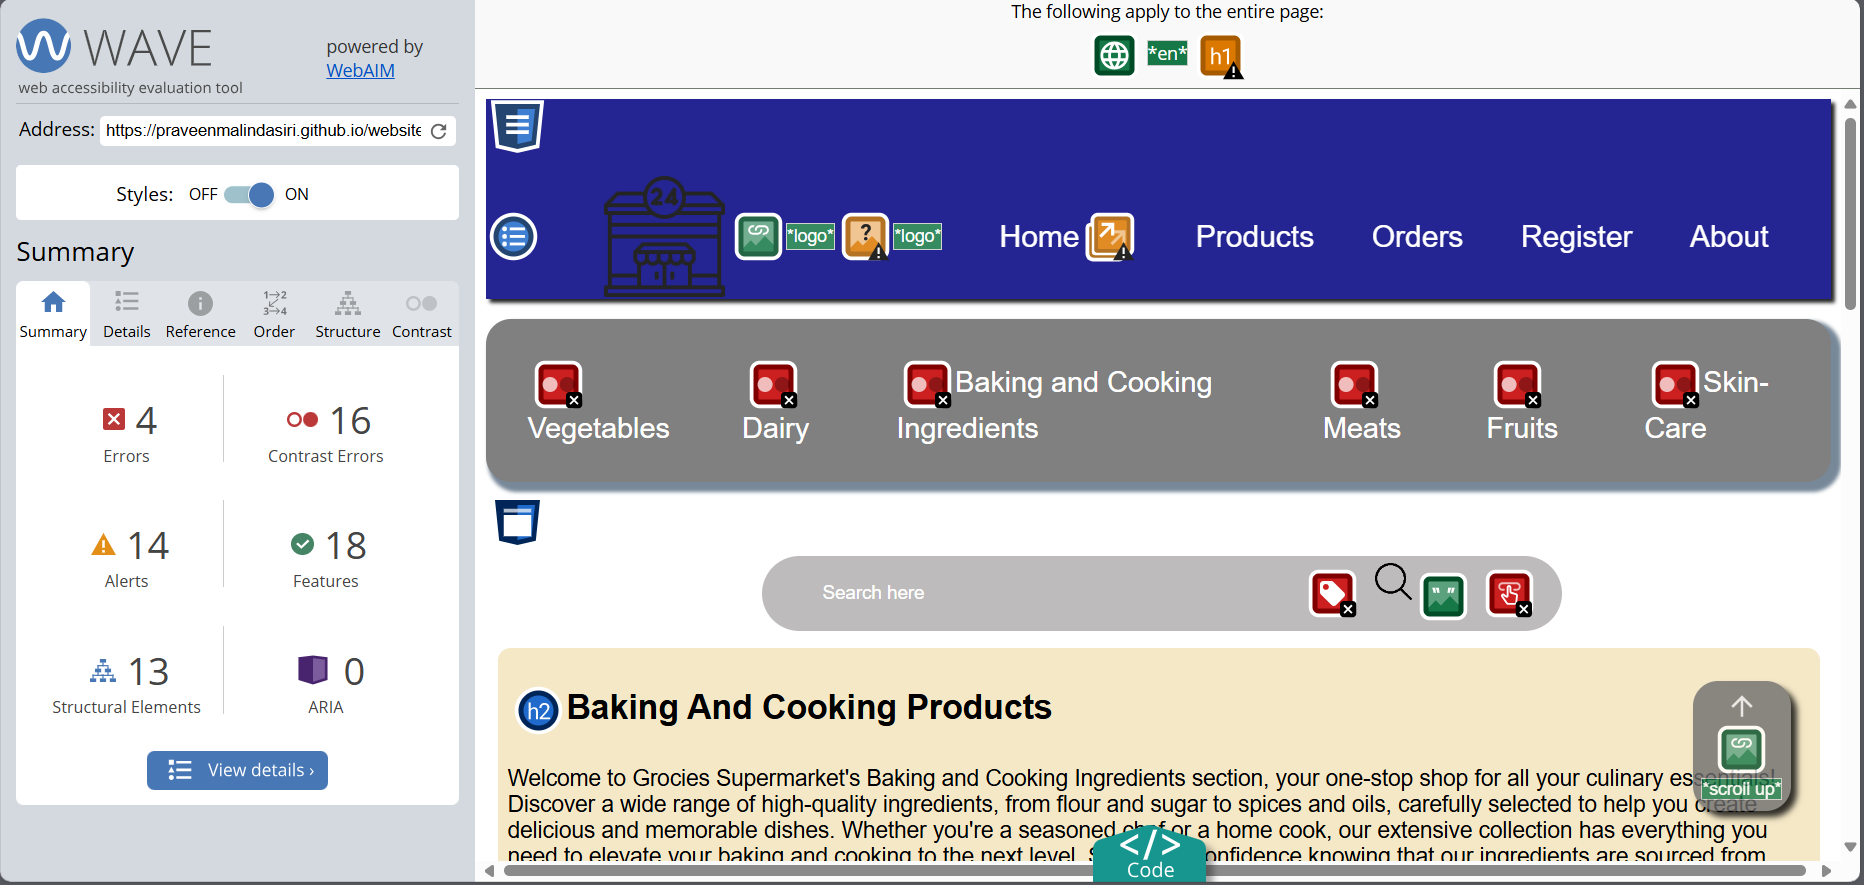 WAVE
powered by
WebAIM
web accessibility evaluation tool
Address: https://praveenmalindasiri.github.io/website
Styles: OFF ON
Summary
Summary Details Reference Order Structure Contrast
4 16
Errors Contrast Errors
14 18
Alerts Features
13 0
Structural Elements ARIA
View details ›
The following apply to the entire page:
*en* h1
24
*logo* ? *logo* Home Products Orders Register About
Baking and Cooking Skin-
Vegetables Dairy Ingredients Meats Fruits Care
Search here
h2 Baking And Cooking Products
Welcome to Grocies Supermarket's Baking and Cooking Ingredients section, your one-stop shop for all your culinary essentials!
*scroll up*
Discover a wide range of high-quality ingredients, from flour and sugar to spices and oils, carefully selected to help you create
delicious and memorable dishes. Whether you're a seasoned chef or a home cook, our extensive collection has everything you
need to elevate your baking and cooking to the next level. onfidence knowing that our ingredients are sourced from
</> Code